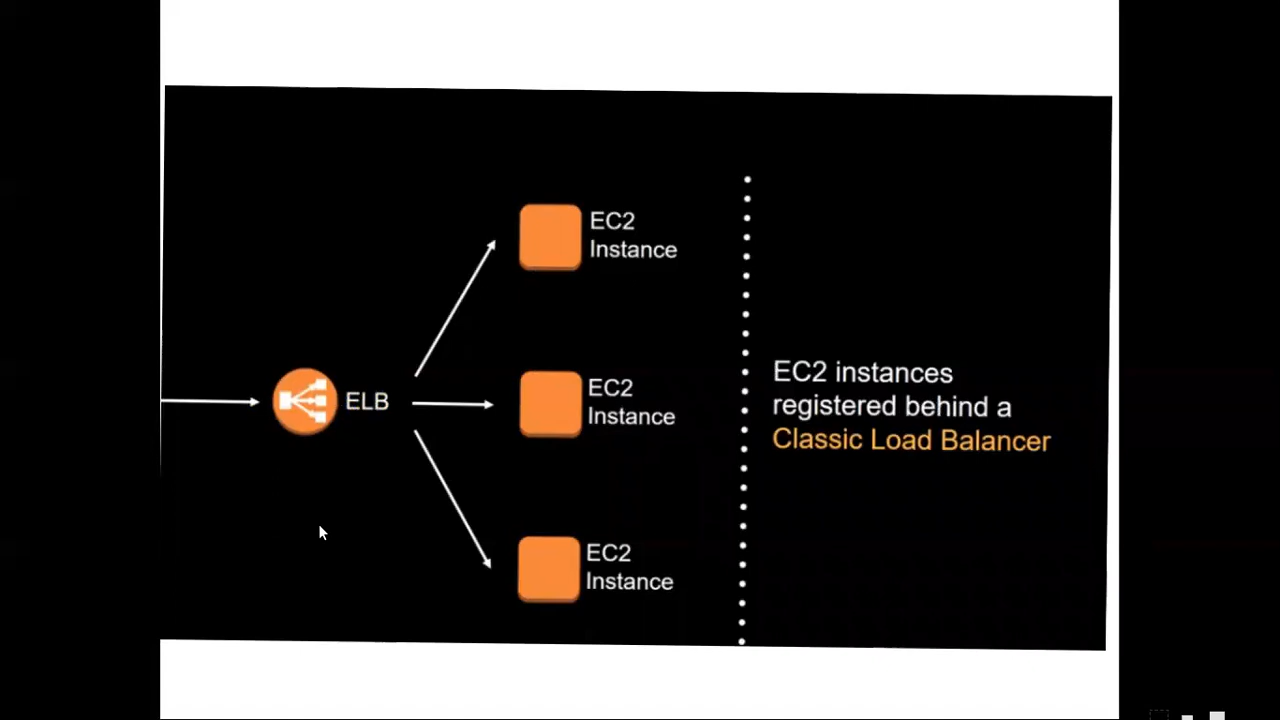 EC2
Instance
ELB
EC2
Instance
EC2
Instance
EC2 instances
registered behind a
Classic Load Balancer